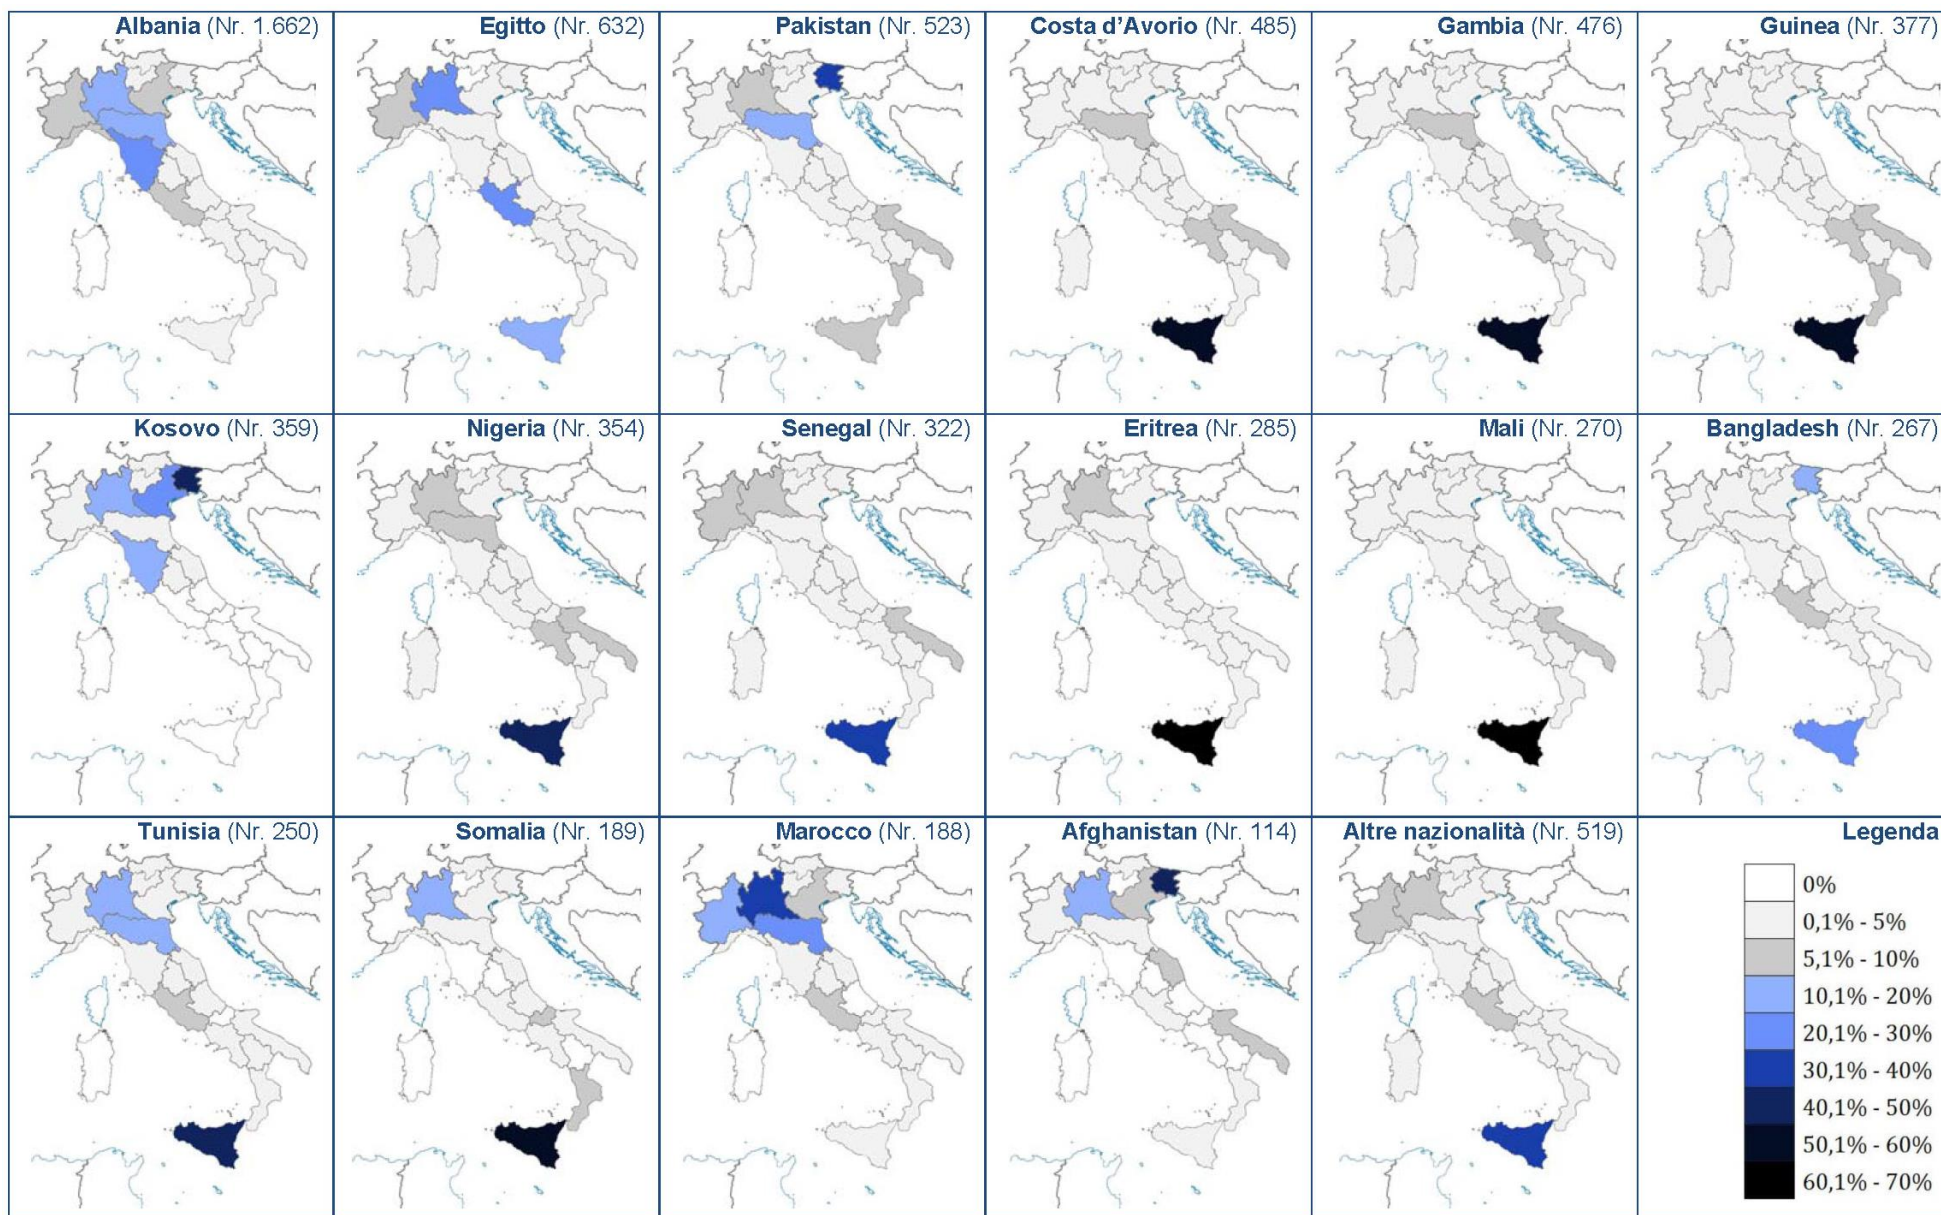 Albania (Nr. 1.662)
Egitto (Nr. 632)
Pakistan (Nr. 523)
Costa d’Avorio (Nr. 485)
Gambia (Nr. 476)
Guinea (Nr. 377)
Kosovo (Nr. 359)
Nigeria (Nr. 354)
Senegal (Nr. 322)
Eritrea (Nr. 285)
Mali (Nr. 270)
Bangladesh (Nr. 267)
Tunisia (Nr. 250)
Somalia (Nr. 189)
Marocco (Nr. 188)
Afghanistan (Nr. 114)
Altre nazionalità (Nr. 519)
Legenda
0%
0,1% - 5%
5,1% - 10%
10,1% - 20%
20,1% - 30%
30,1% - 40%
40,1% - 50%
50,1% - 60%
60,1% - 70%